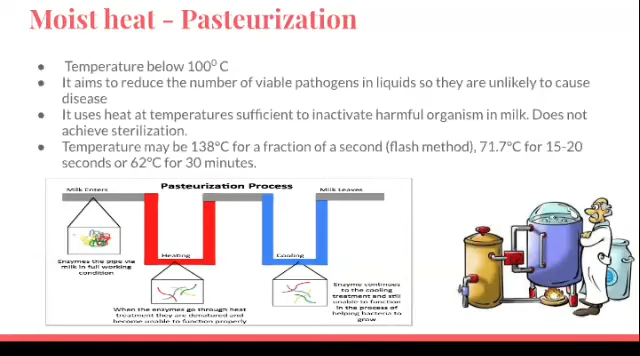 Moist heat - Pasteurization
● Temperature below 100⁰ C
● It aims to reduce the number of viable pathogens in liquids so they are unlikely to cause
disease
● It uses heat at temperatures sufficient to inactivate harmful organism in milk. Does not
achieve sterilization.
● Temperature may be 138°C for a fraction of a second (flash method), 71.7°C for 15-20
seconds or 62°C for 30 minutes.
Milk Enters
Pasteurization Process
Milk Leaves
Enzymes the pipe via
milk in full working
condition
Heating
When the enzymes go through heat
treatment they are denatured and
become unable to function properly
Cooling
Enzyme continues
to the cooling
treatment and still
unable to function
in the process of
helping bacteria to
grow